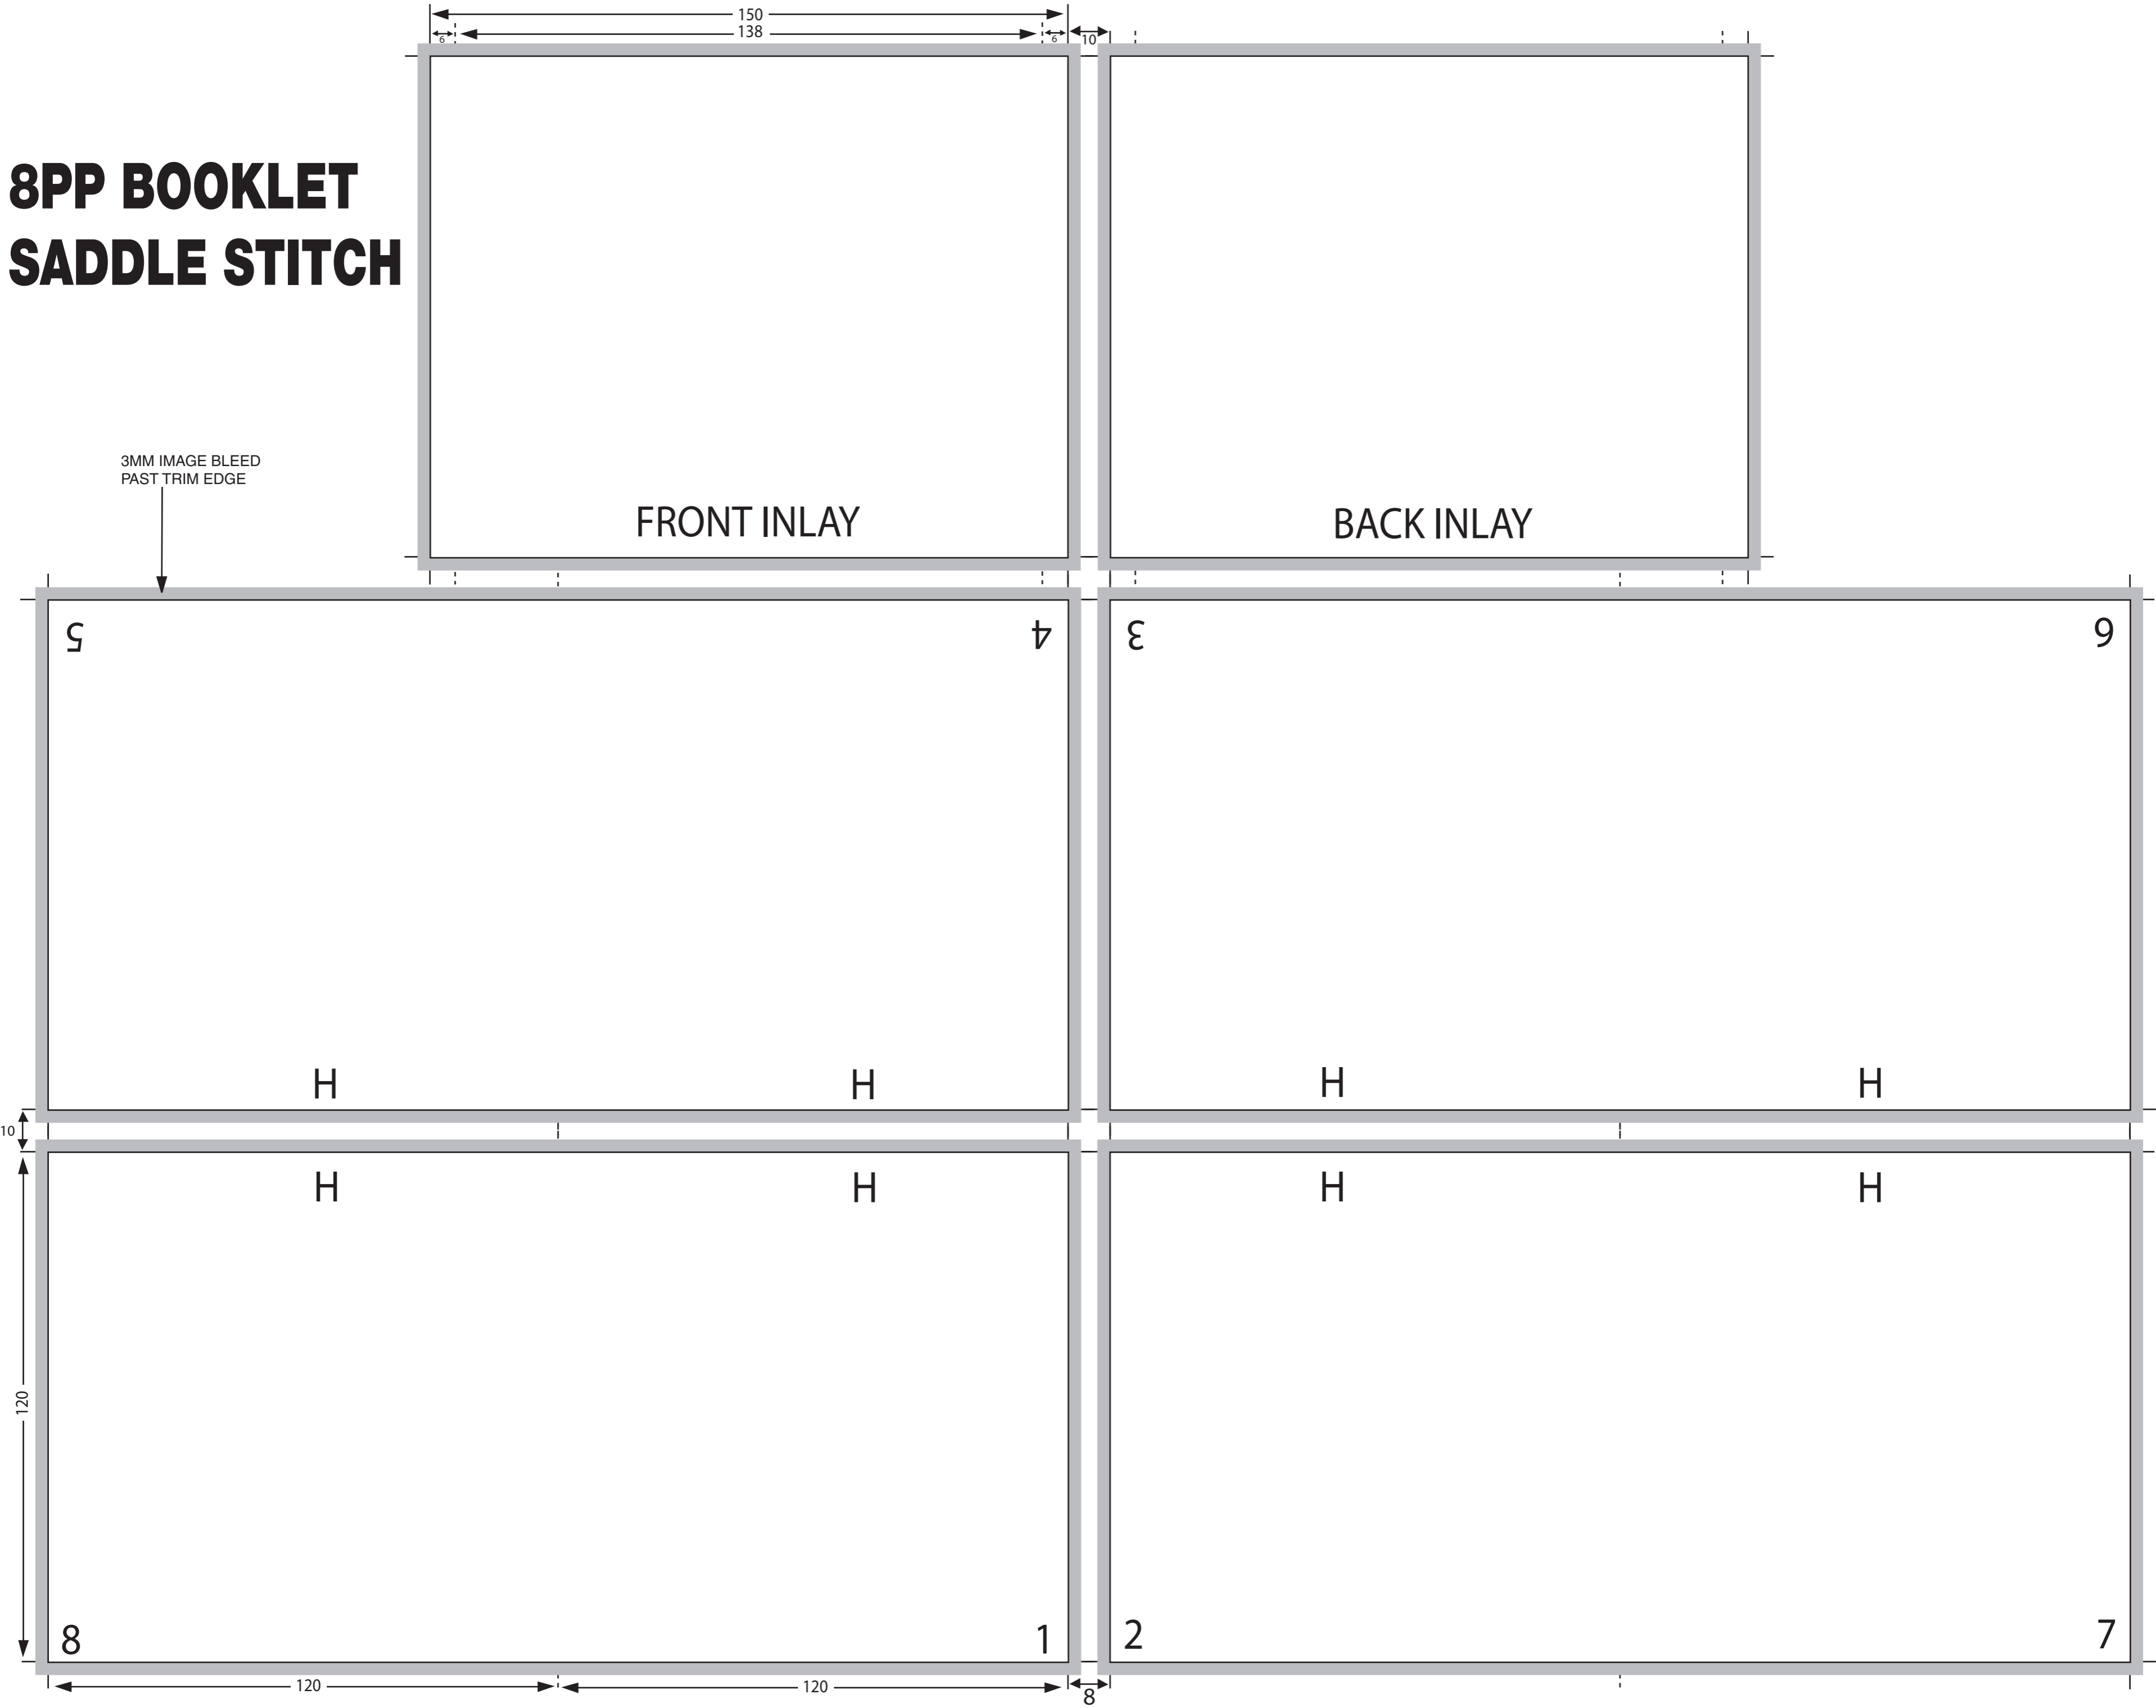 150
138
6
6
10
8PP BOOKLET
SADDLE STITCH
3MM IMAGE BLEED
PAST TRIM EDGE
FRONT INLAY
BACK INLAY
5
4
3
6
H
H
H
H
10
H
H
H
H
120
8
1
2
7
120
120
8